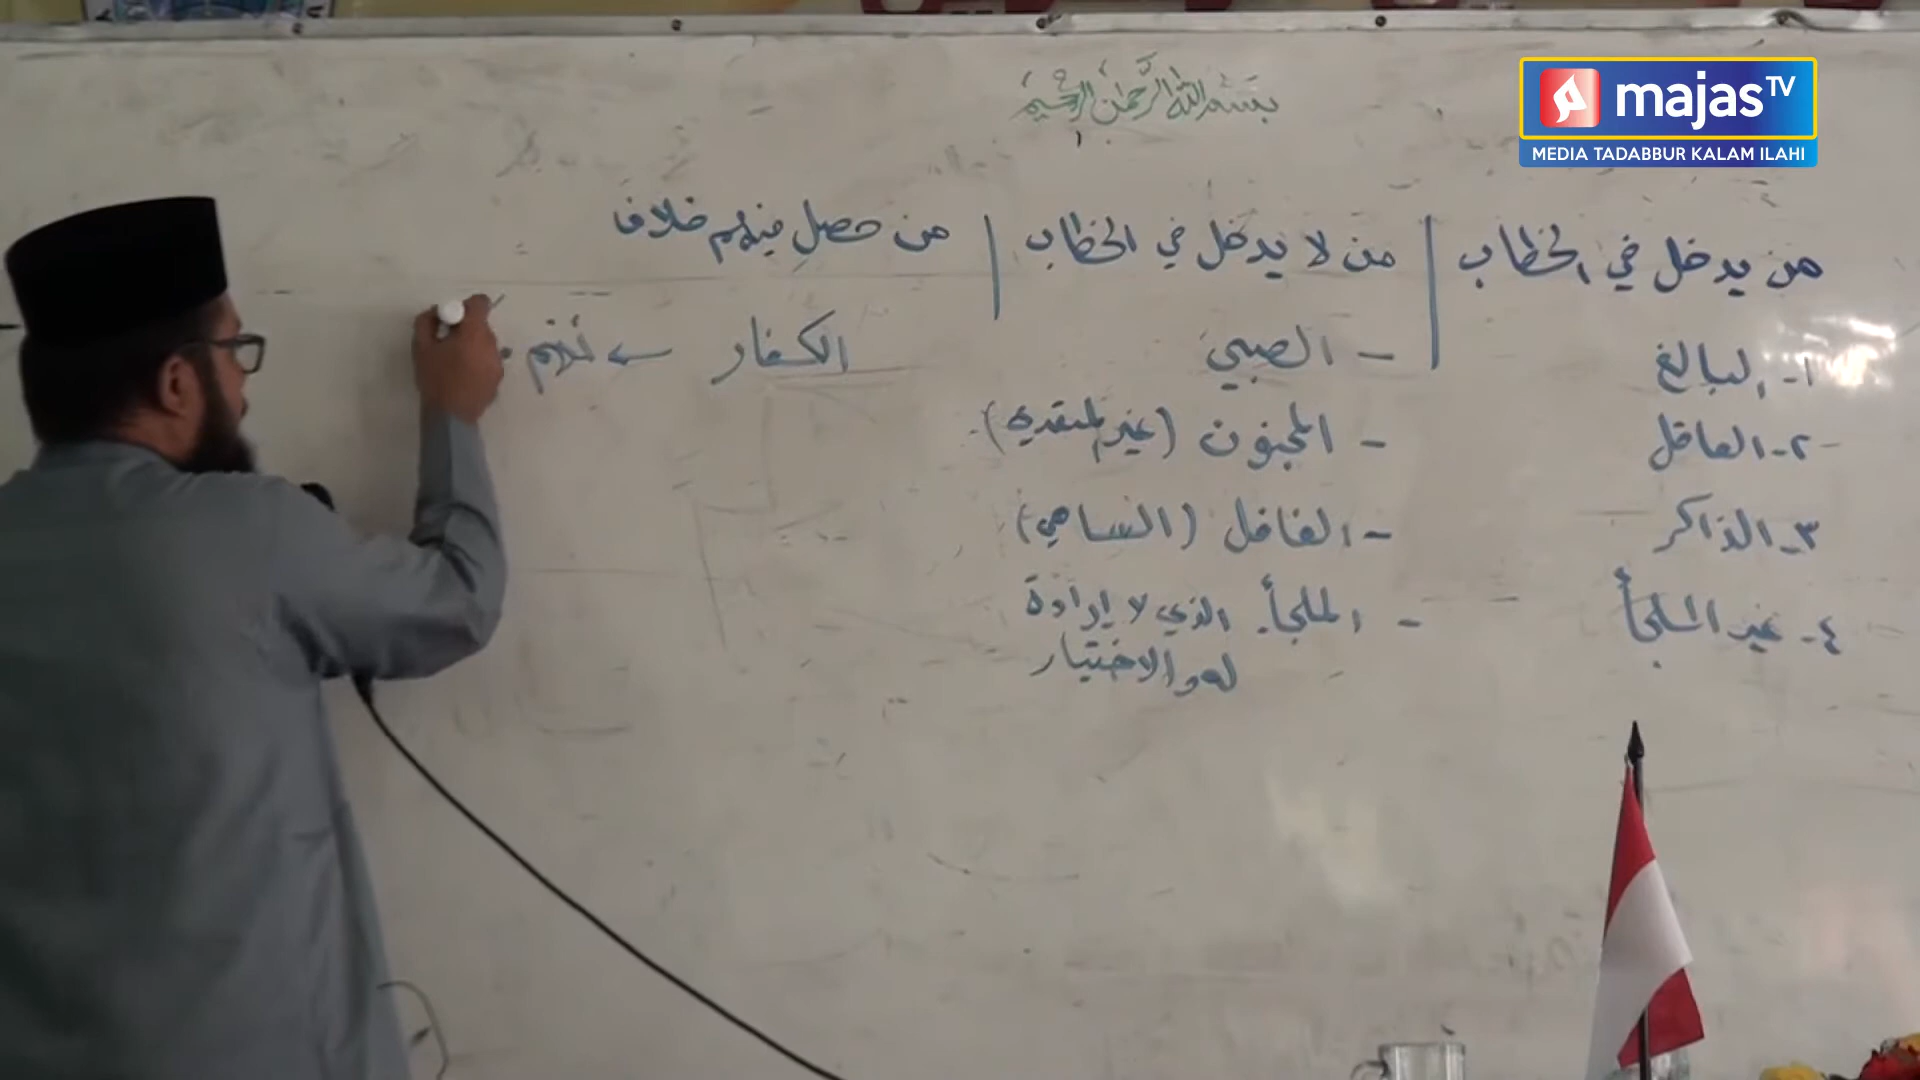 بسم الله الرحمن الرحيم
majas TV
MEDIA TADABBUR KALAM ILAHI
من يدخل في الخطاب
١- البالغ
٢- العاقل
٣- الذاكر
٤- غير الملجأ
من لا يدخل في الخطاب
- الصبي
- المجنون (غير المتعدي)
- الغافل (الساهي)
- الملجأ. الذي لا إرادة
له والاختيار
من حصل فيهم خلاف
الكفار ← نعم